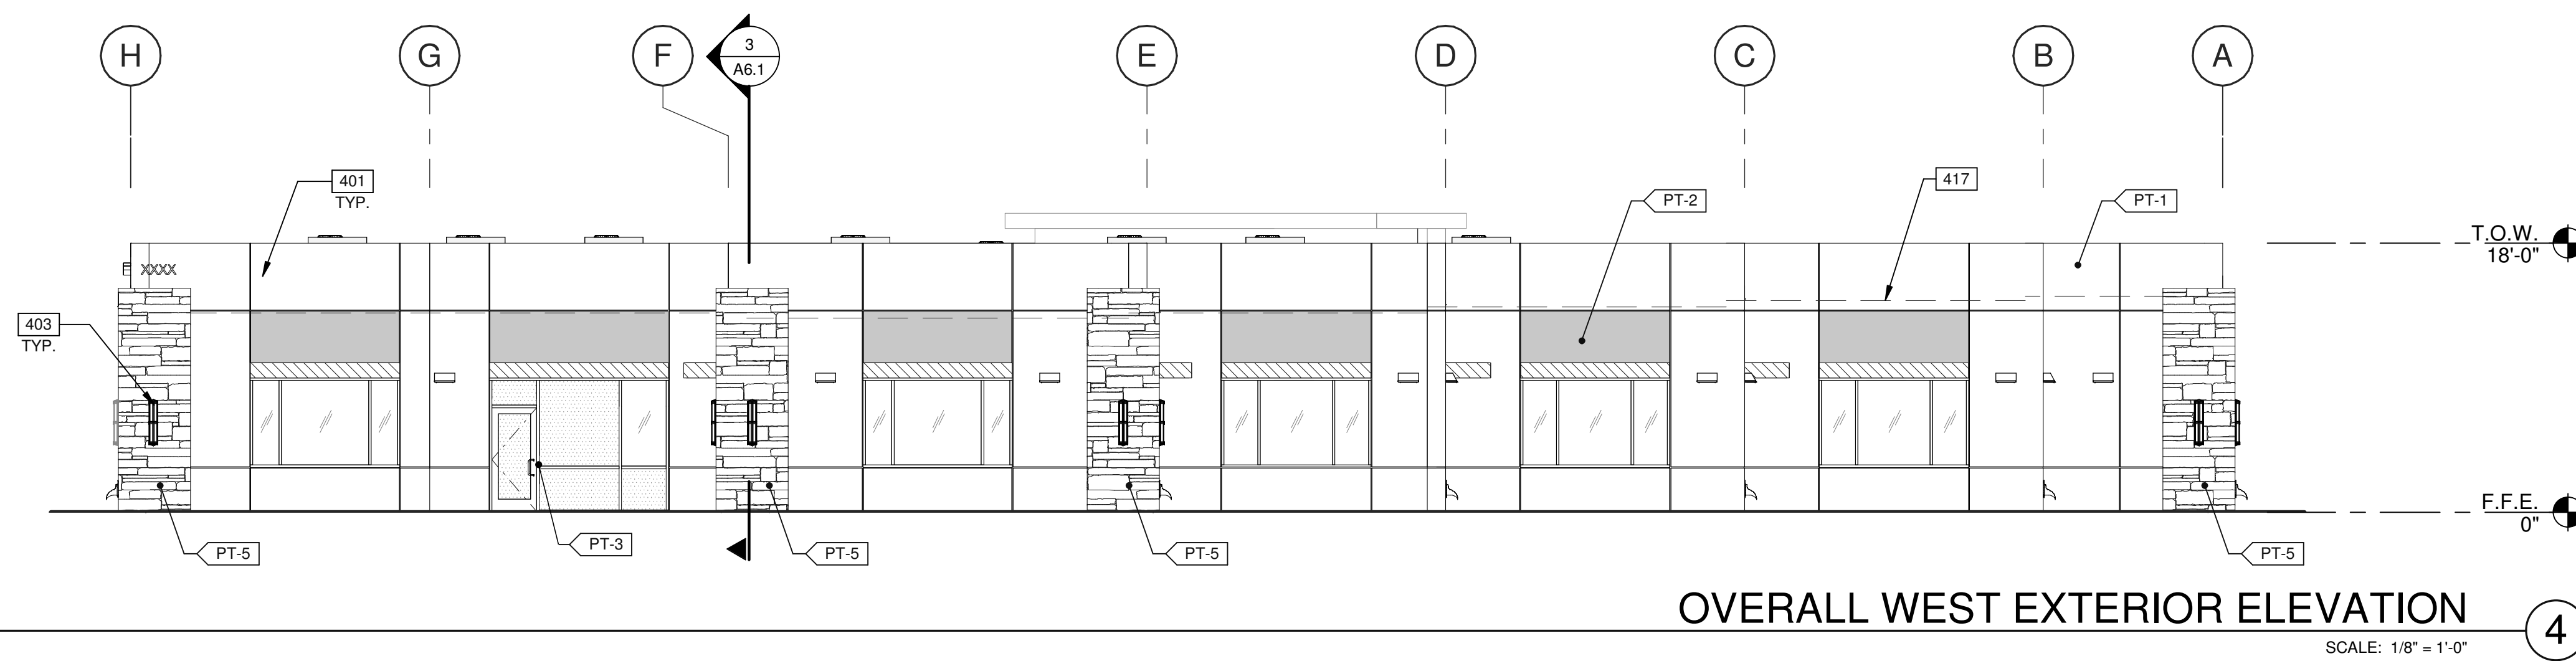 H
G
F
3
A6.1
E
D
C
B
A
401
TYP.
417
PT-2
PT-1
T.O.W.
18'-0"
XXXX
403
TYP.
F.F.E.
0"
PT-5
PT-3
PT-5
PT-5
PT-5
OVERALL WEST EXTERIOR ELEVATION
4
SCALE: 1/8" = 1'-0"